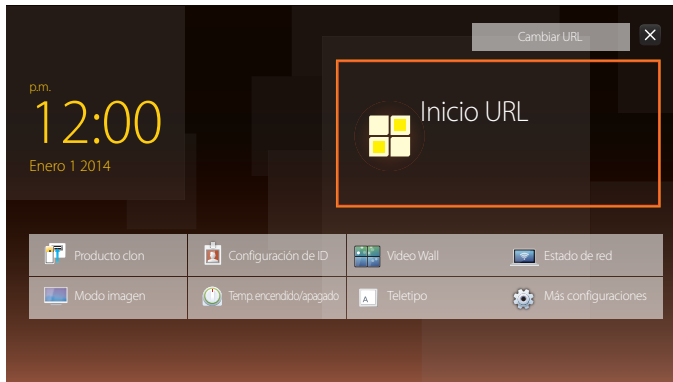 Cambiar URL
p.m.
12:00
Enero 1 2014
Inicio URL
Producto clon
Configuración de ID
Video Wall
Estado de red
Modo imagen
Temp. encendido/apagado
A
Teletipo
Más configuraciones